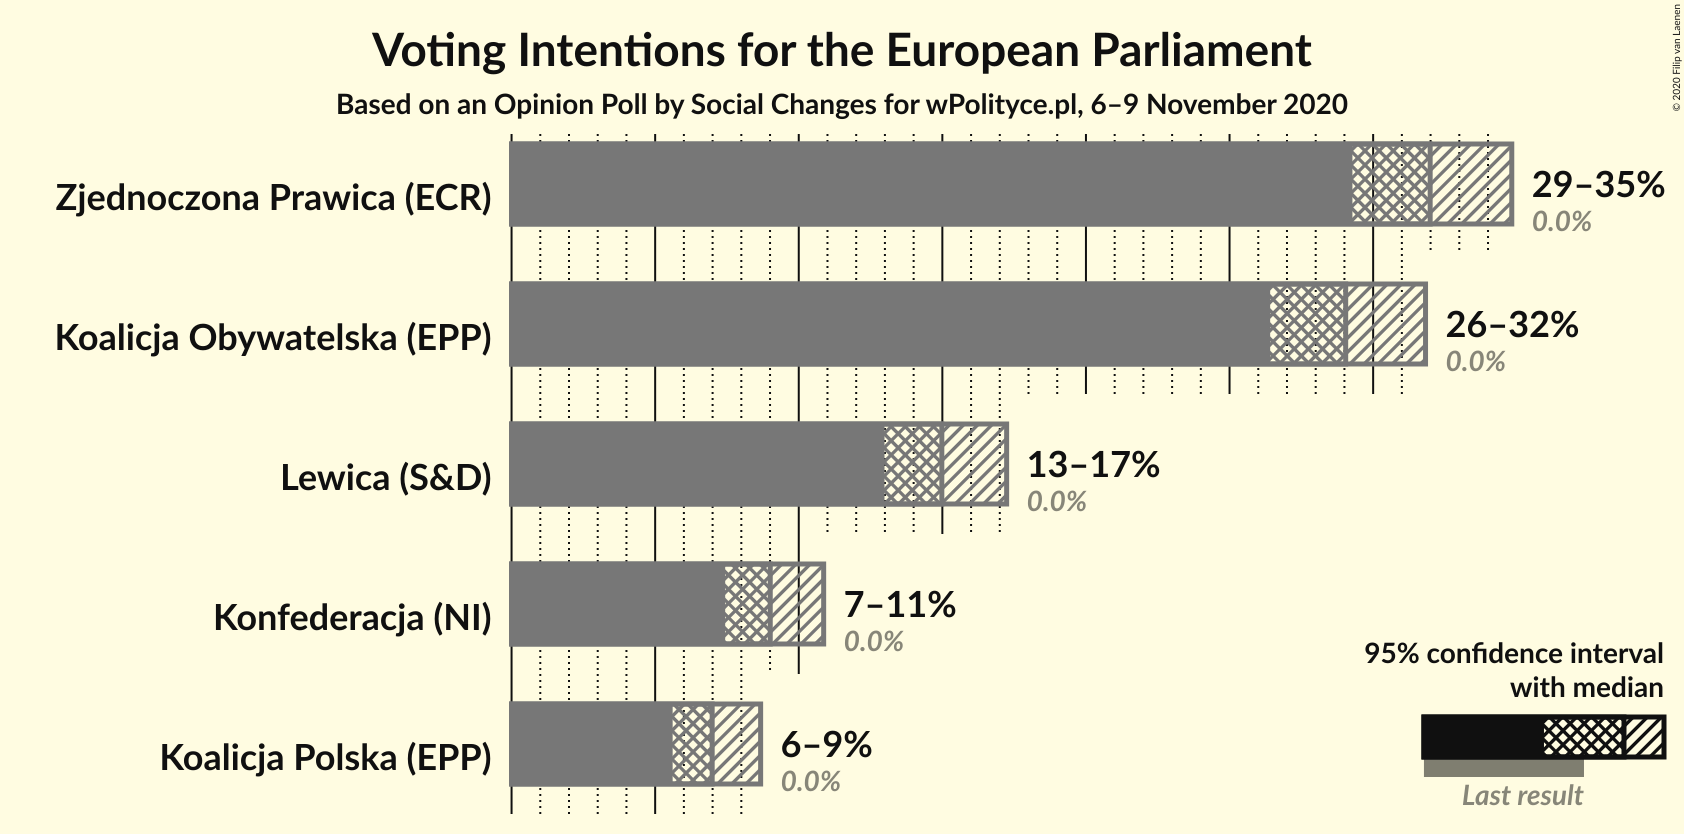 Voting Intentions for the European Parliament
Based on an Opinion Poll by Social Changes for wPolityce.pl, 6–9 November 2020
© 2020 Filip van Laenen
Zjednoczona Prawica (ECR)
29–35%
0.0%
Koalicja Obywatelska (EPP)
26–32%
0.0%
Lewica (S&D)
13–17%
0.0%
Konfederacja (NI)
7–11%
0.0%
Koalicja Polska (EPP)
6–9%
0.0%
95% confidence interval
with median
Last result